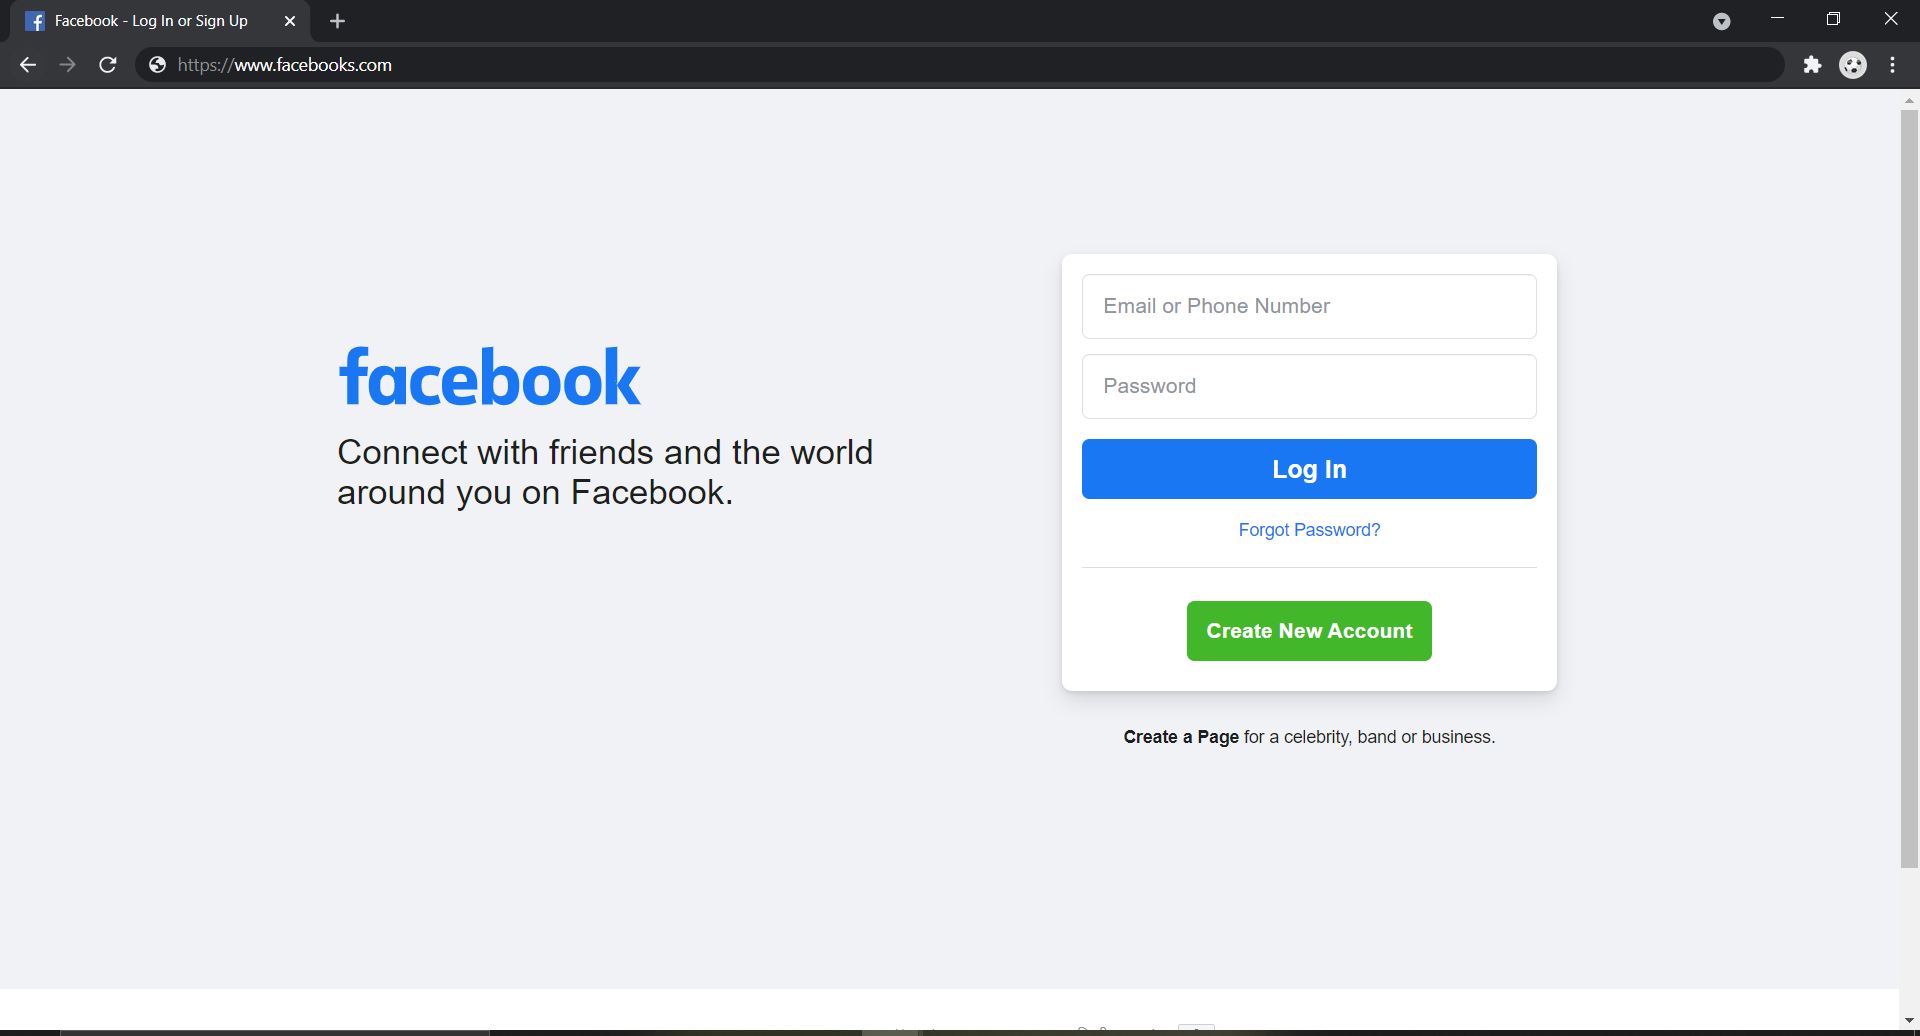 Facebook - Log In or Sign Up
https://www.facebooks.com
facebook
Connect with friends and the world
around you on Facebook.
Email or Phone Number
Password
Log In
Forgot Password?
Create New Account
Create a Page for a celebrity, band or business.